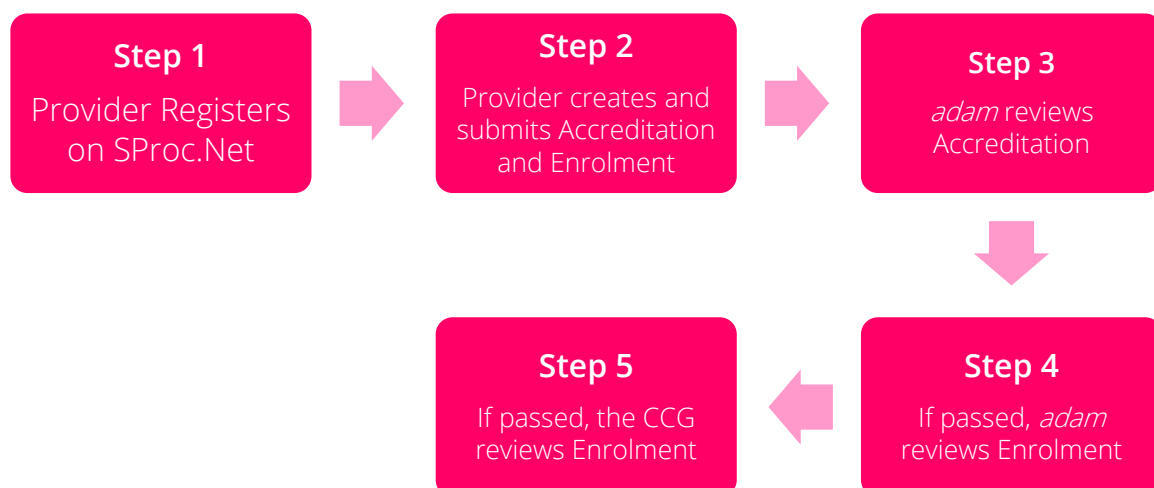 Step 1
Provider Registers
on SProc.Net
Step 2
Provider creates and
submits Accreditation
and Enrolment
Step 3
adam reviews
Accreditation
Step 4
If passed, adam
reviews Enrolment
Step 5
If passed, the CCG
reviews Enrolment